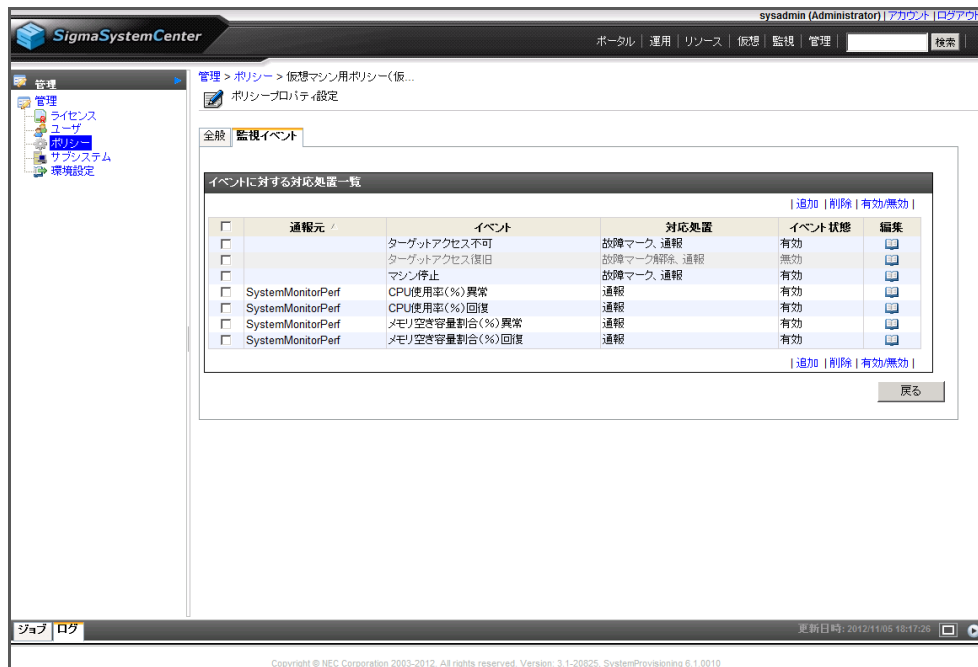 sysadmin (Administrator) | アカウント | ログアウト
SigmaSystemCenter
ポータル | 運用 | リソース | 仮想 | 監視 | 管理 | 検索
管理
管理
ライセンス
ユーザ
ポリシー
サブシステム
環境設定
管理 > ポリシー > 仮想マシン用ポリシー(仮...
ポリシープロパティ設定
全般 監視イベント
イベントに対する対応処置一覧
| 追加 | 削除 | 有効/無効 |
通報元 / イベント 対応処置 イベント状態 編集
ターゲットアクセス不可 故障マーク、通報 有効
ターゲットアクセス復旧 故障マーク解除、通報 無効
マシン停止 故障マーク、通報 有効
SystemMonitorPerf CPU使用率(%)異常 通報 有効
SystemMonitorPerf CPU使用率(%)回復 通報 有効
SystemMonitorPerf メモリ空き容量割合(%)異常 通報 有効
SystemMonitorPerf メモリ空き容量割合(%)回復 通報 有効
| 追加 | 削除 | 有効/無効 |
戻る
ジョブ ログ
更新日時: 2012/11/05 18:17:26
Copyright © NEC Corporation 2003-2012. All rights reserved. Version: 3.1-20825, SystemProvisioning 6.1.0010